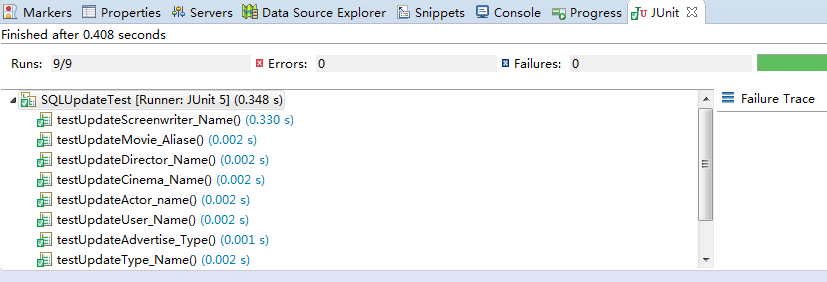 Markers Properties Servers Data Source Explorer Snippets Console Progress JUnit
Finished after 0.408 seconds
Runs: 9/9 Errors: 0 Failures: 0
SQLUpdateTest [Runner: JUnit 5] (0.348 s) Failure Trace
testUpdateScreenwriter_Name() (0.330 s)
testUpdateMovie_Aliase() (0.002 s)
testUpdateDirector_Name() (0.002 s)
testUpdateCinema_Name() (0.002 s)
testUpdateActor_name() (0.002 s)
testUpdateUser_Name() (0.002 s)
testUpdateAdvertise_Type() (0.001 s)
testUpdateType_Name() (0.002 s)